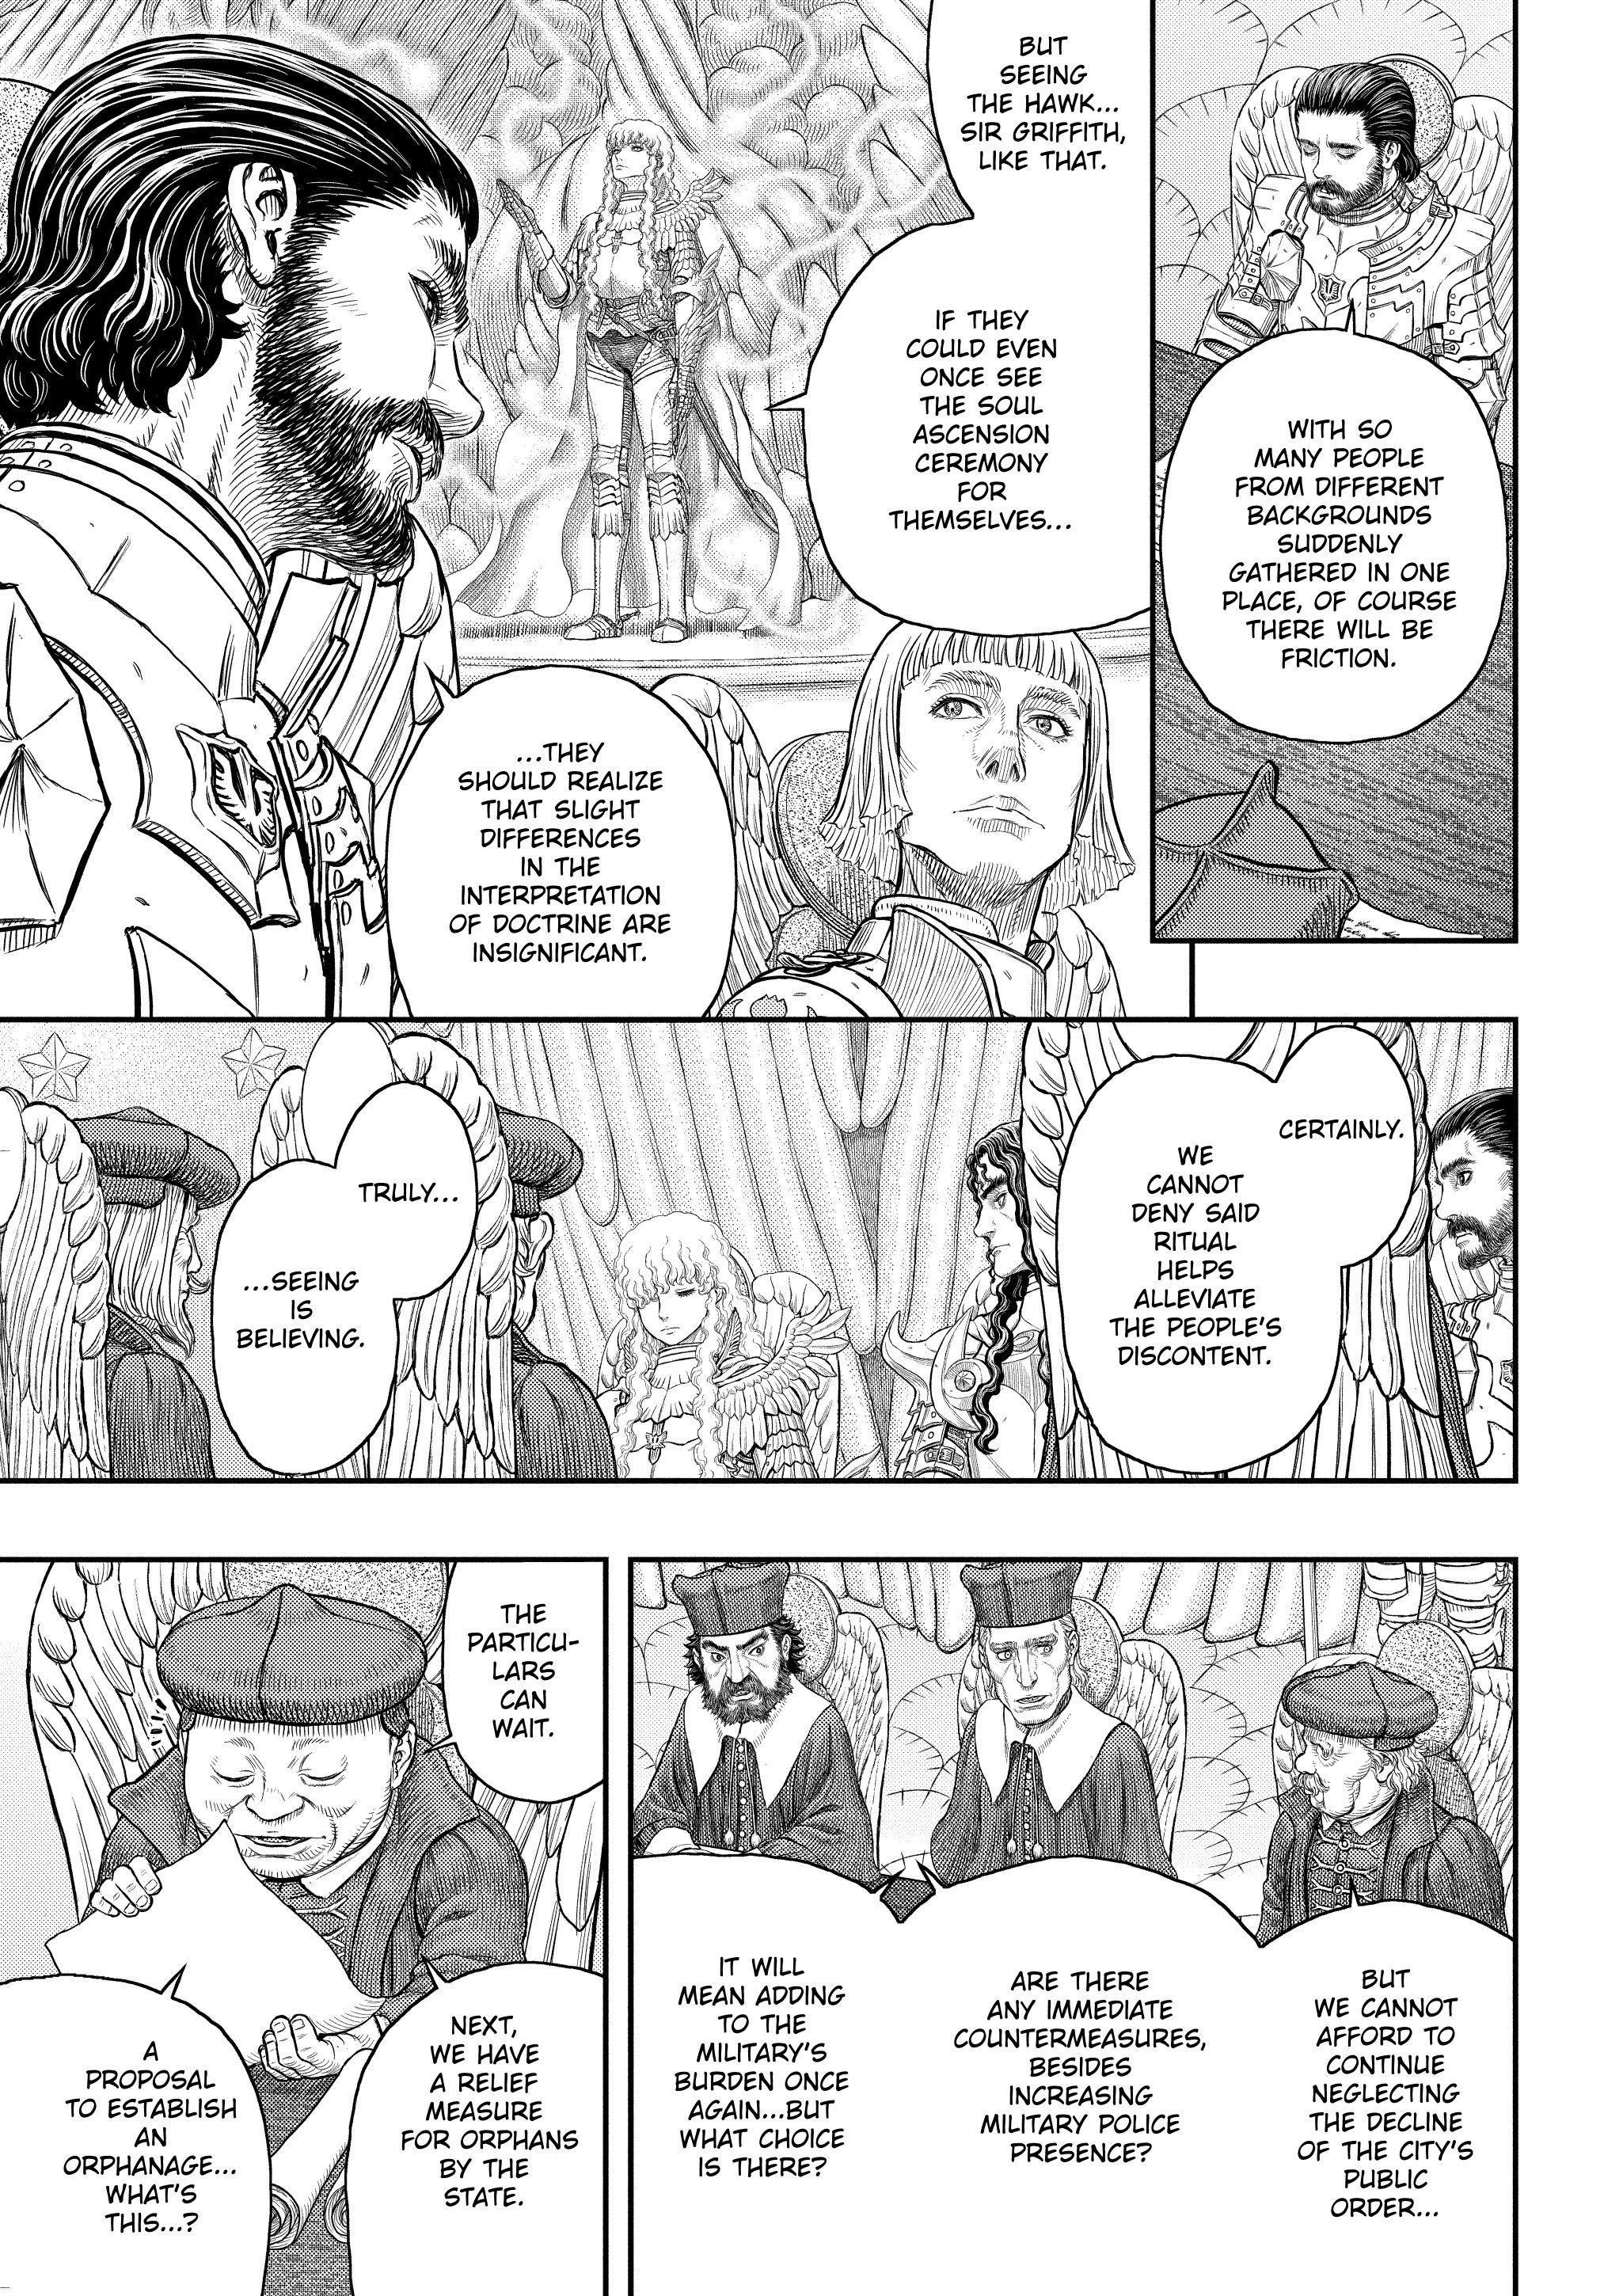 WITH SO
MANY PEOPLE
FROM DIFFERENT
BACKGROUNDS
SUDDENLY
GATHERED IN ONE
PLACE, OF COURSE
THERE WILL BE
FRICTION.
BUT
SEEING
THE HAWK...
SIR GRIFFITH,
LIKE THAT.
IF THEY
COULD EVEN
ONCE SEE
THE SOUL
ASCENSION
CEREMONY
FOR
THEMSELVES...
...THEY
SHOULD REALIZE
THAT SLIGHT
DIFFERENCES
IN THE
INTERPRETATION
OF DOCTRINE ARE
INSIGNIFICANT.
CERTAINLY.
WE
CANNOT
DENY SAID
RITUAL
HELPS
ALLEVIATE
THE PEOPLE'S
DISCONTENT.
TRULY...
...SEEING
IS
BELIEVING.
BUT
WE CANNOT
AFFORD TO
CONTINUE
NEGLECTING
THE DECLINE
OF THE CITY'S
PUBLIC
ORDER...
ARE THERE
ANY IMMEDIATE
COUNTERMEASURES,
BESIDES
INCREASING
MILITARY POLICE
PRESENCE?
IT WILL
MEAN ADDING
TO THE
MILITARY'S
BURDEN ONCE
AGAIN...BUT
WHAT CHOICE
IS THERE?
THE
PARTICU-
LARS
CAN
WAIT.
NEXT,
WE HAVE
A RELIEF
MEASURE
FOR ORPHANS
BY THE
STATE.
A
PROPOSAL
TO ESTABLISH
AN
ORPHANAGE...
WHAT'S
THIS...?